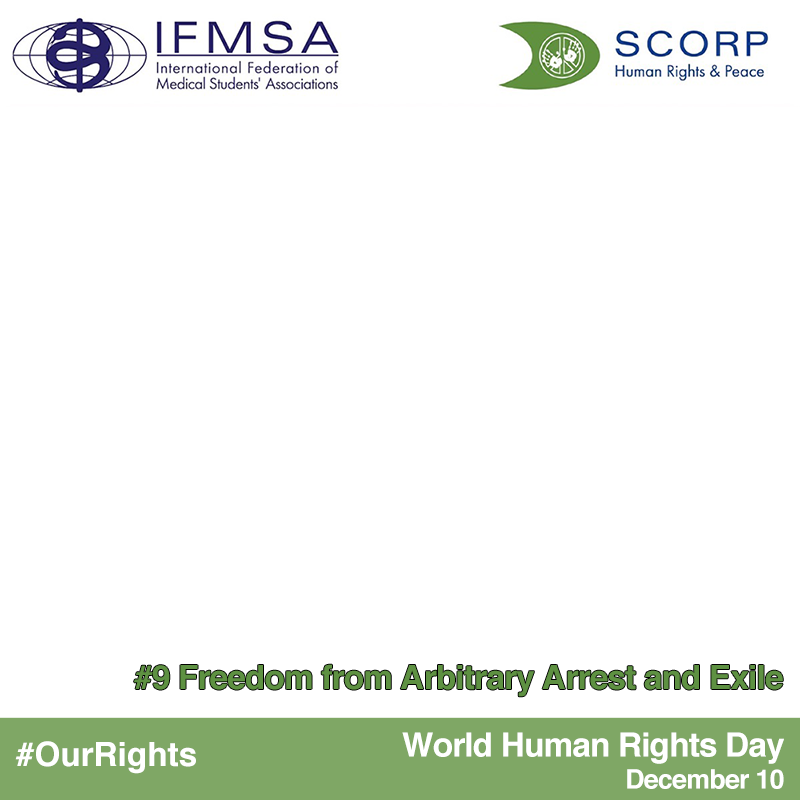 IFMSA
International Federation of
Medical Students' Associations
SCORP
Human Rights & Peace
#9 Freedom from Arbitrary Arrest and Exile
#OurRights
World Human Rights Day
December 10